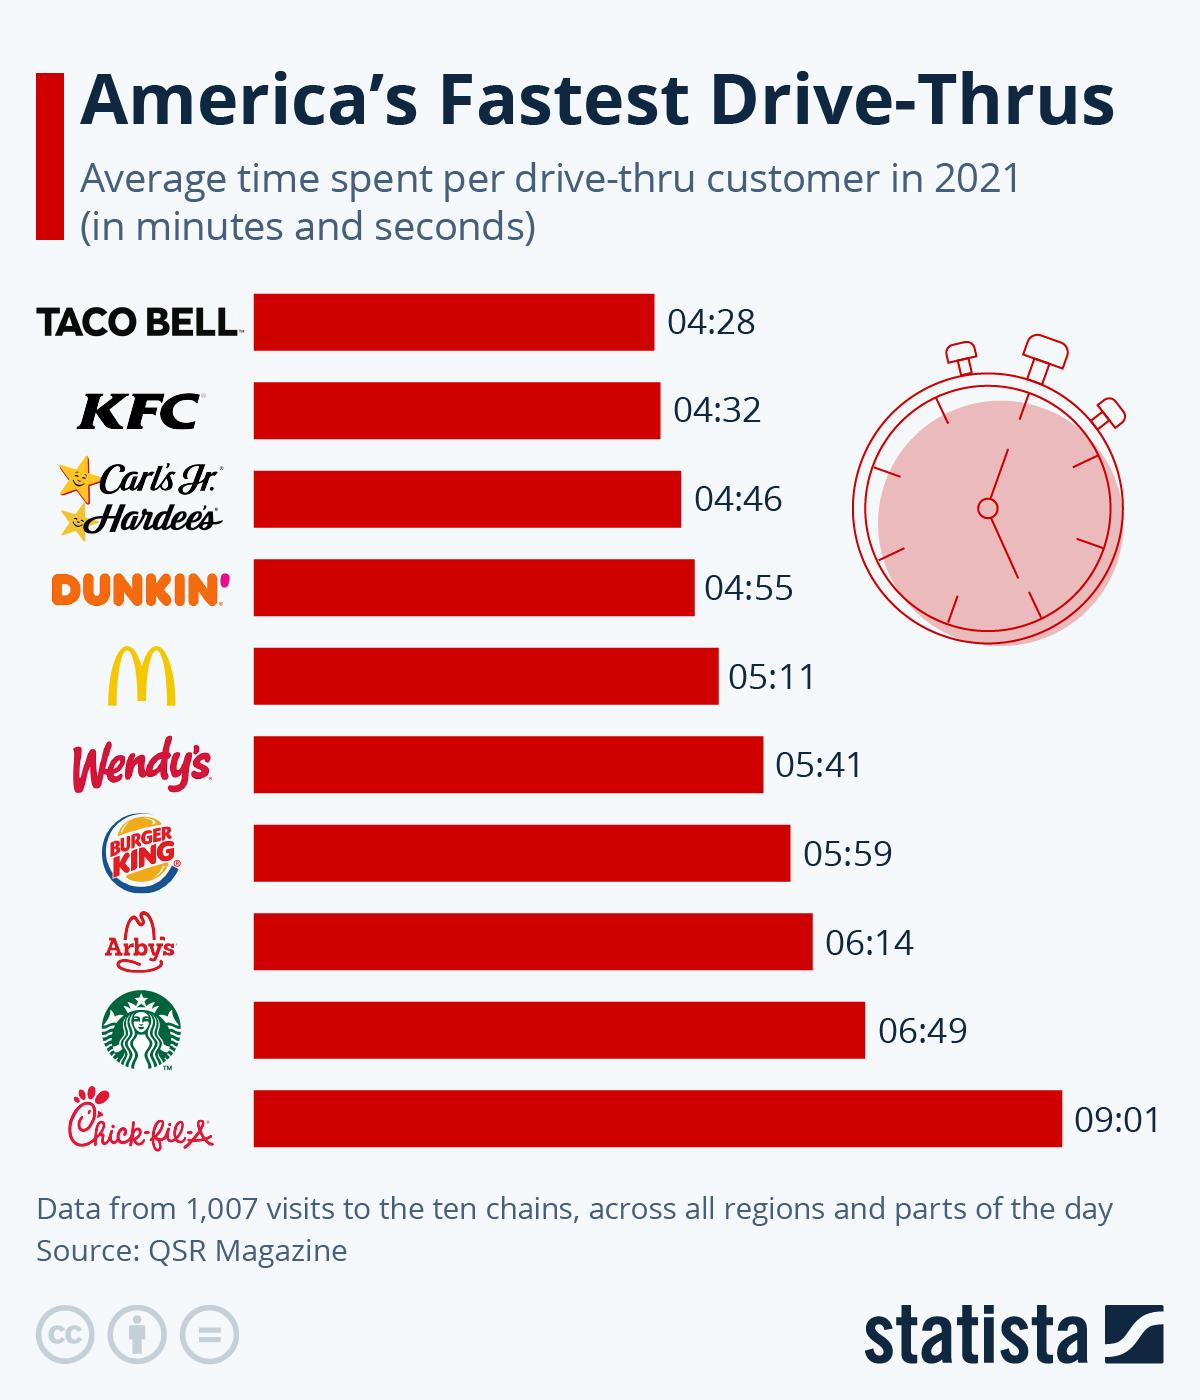 America’s Fastest Drive-Thrus
Average time spent per drive-thru customer in 2021
(in minutes and seconds)
TACO BELL™ 04:28
KFC® 04:32
Carl's Jr.®
Hardee's® 04:46
DUNKIN'® 04:55
05:11
Wendy's® 05:41
BURGER
KING® 05:59
Arby's 06:14
™ 06:49
Chick-fil-A® 09:01
Data from 1,007 visits to the ten chains, across all regions and parts of the day
Source: QSR Magazine
cc =
statista